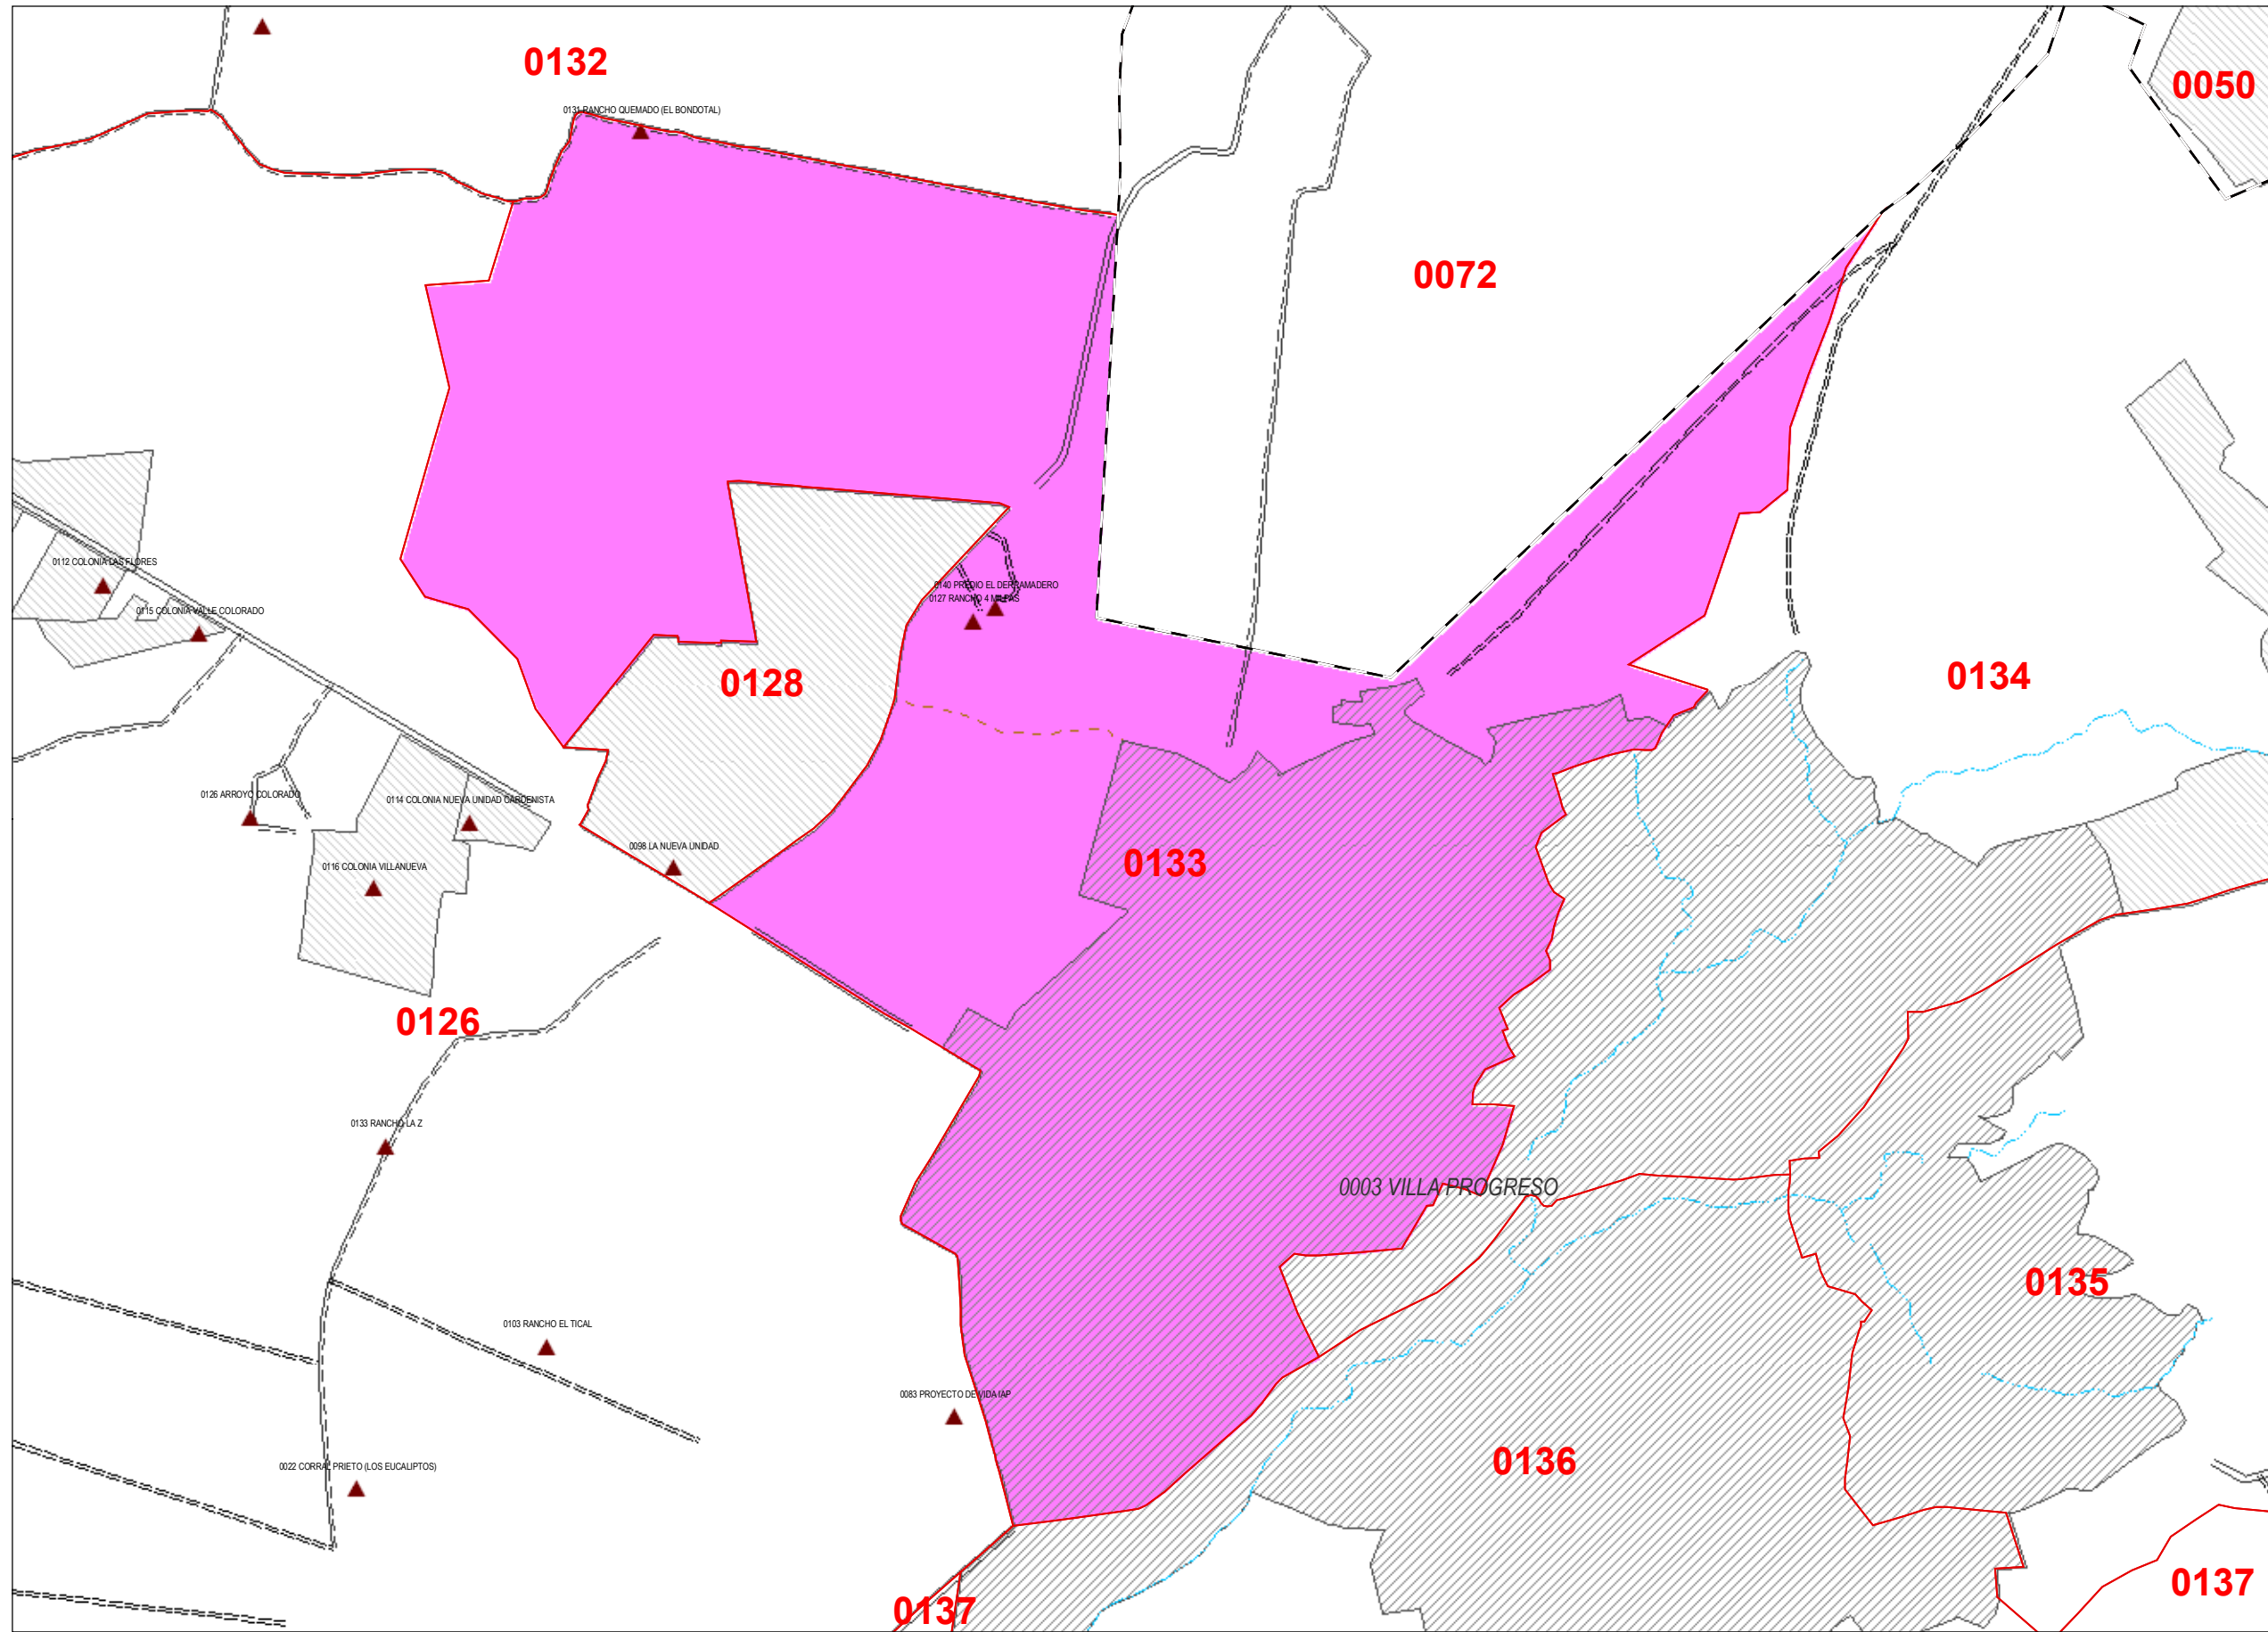 0132
0050
0131 RANCHO QUEMADO (EL BONDOTAL)
0072
0112 COLONIA LAS FLORES
0140 PREDIO EL DERRAMADERO
0127 RANCHO 4 MILPAS
0115 COLONIA VALLE COLORADO
0128
0134
0126 ARROYO COLORADO
0114 COLONIA NUEVA UNIDAD CARDENISTA
0098 LA NUEVA UNIDAD
0116 COLONIA VILLANUEVA
0133
0126
0133 RANCHO LA Z
0003 VILLA PROGRESO
0135
0103 RANCHO EL TICAL
0083 PROYECTO DE VIDA IAP
0022 CORRAL PRIETO (LOS EUCALIPTOS)
0136
0137
0137